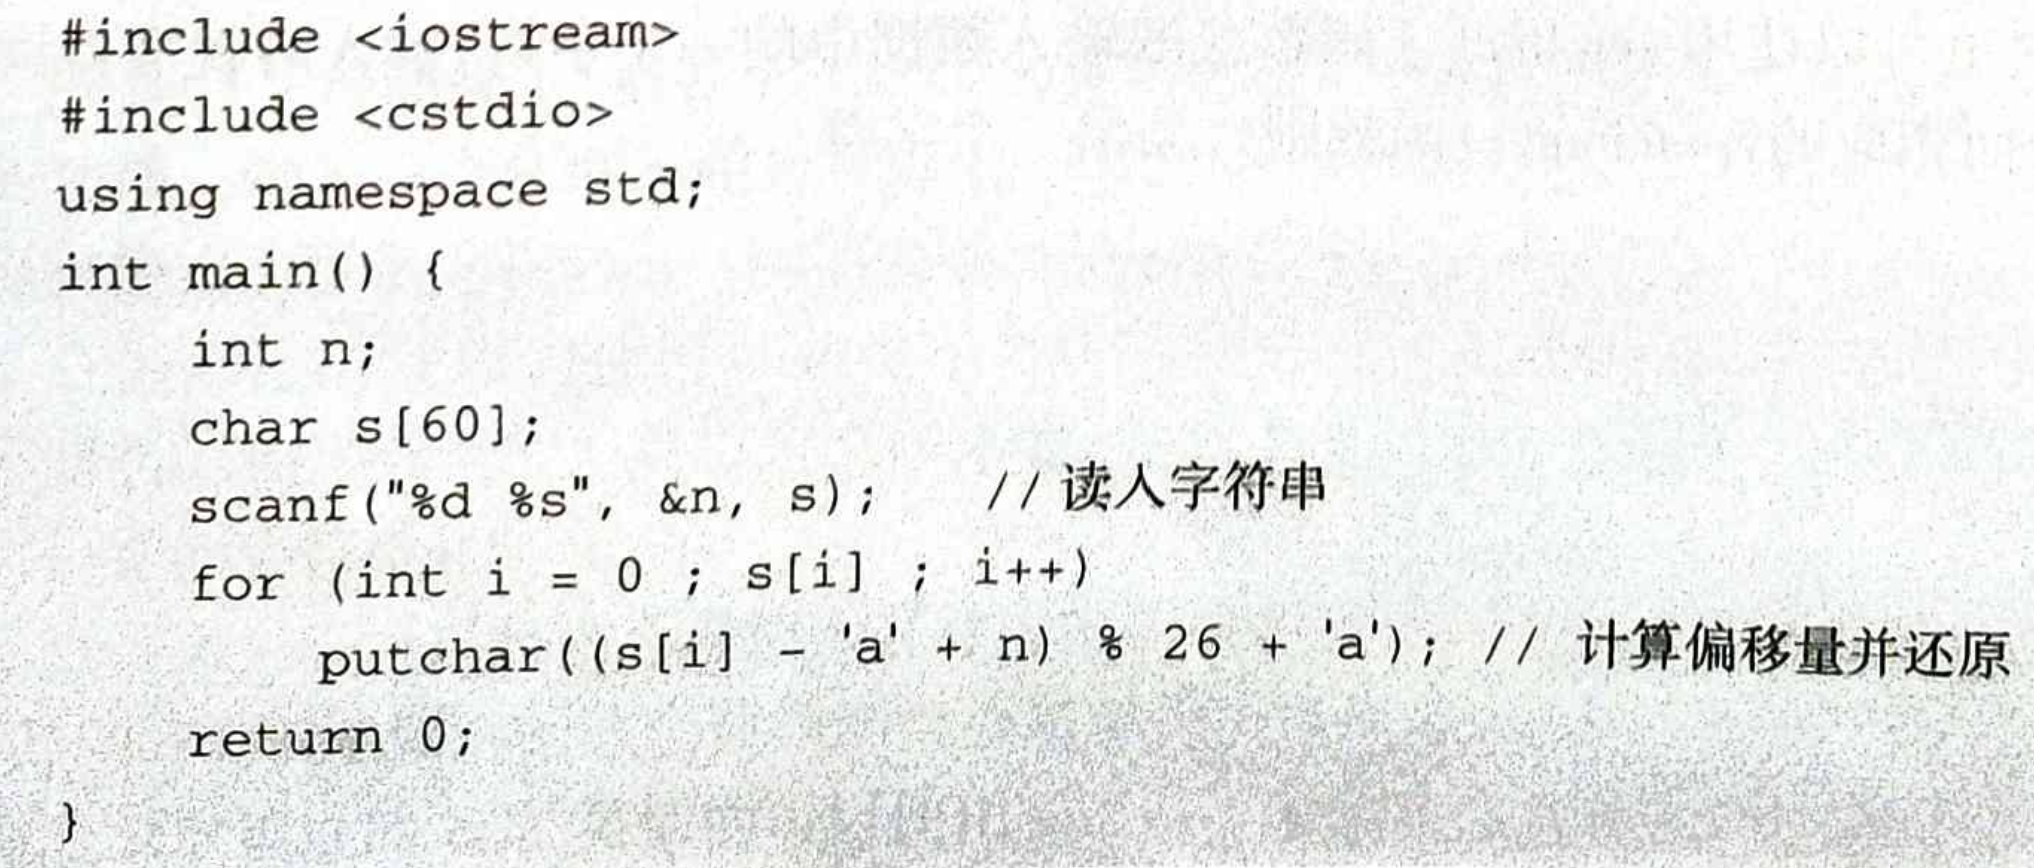 #include <iostream>
#include <cstdio>
using namespace std;
int main() {
    int n;
    char s[60];
    scanf("%d %s", &n, s);    // 读入字符串
    for (int i = 0 ; s[i] ; i++)
        putchar((s[i] - 'a' + n) % 26 + 'a'); // 计算偏移量并还原
    return 0;
}